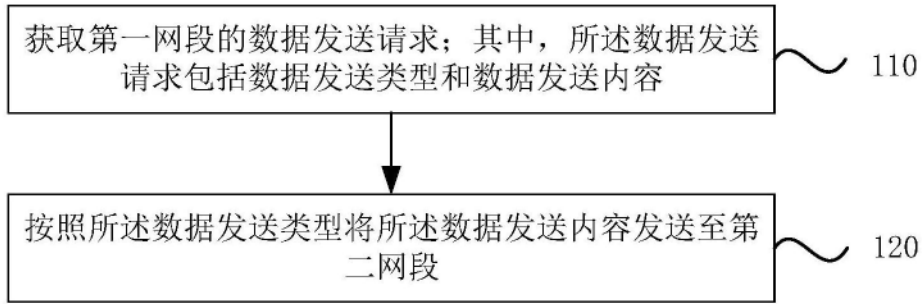 获取第一网段的数据发送请求；其中，所述数据发送
请求包括数据发送类型和数据发送内容
110
按照所述数据发送类型将所述数据发送内容发送至第
二网段
120